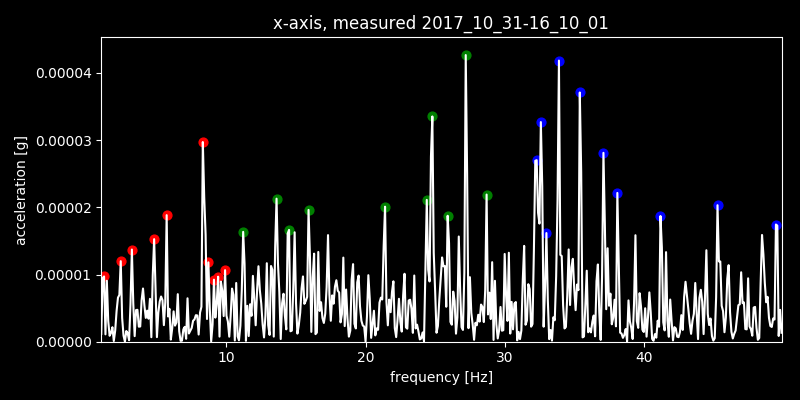 x-axis, measured 2017_10_31-16_10_01
acceleration [g]
0.00004
0.00003
0.00002
0.00001
0.00000
10 20 30 40
frequency [Hz]